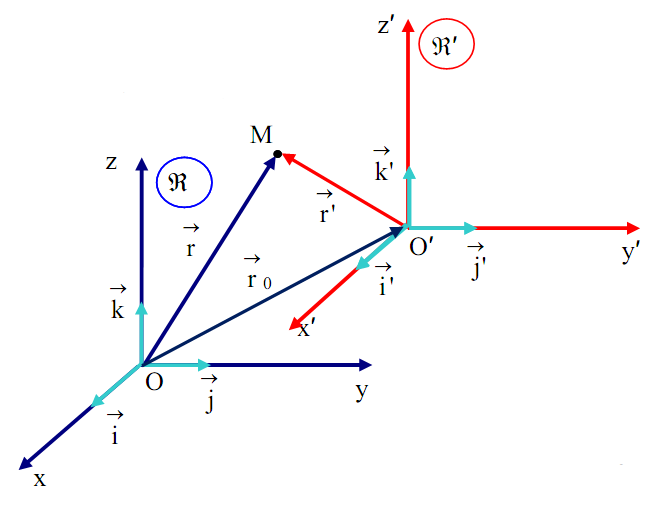 z′
ℜ′
M
z
ℜ
k⃗'
r⃗'
r⃗
O′
y′
r⃗ ₀
i⃗'
j⃗'
k⃗
x′
O
j⃗
y
i⃗
x